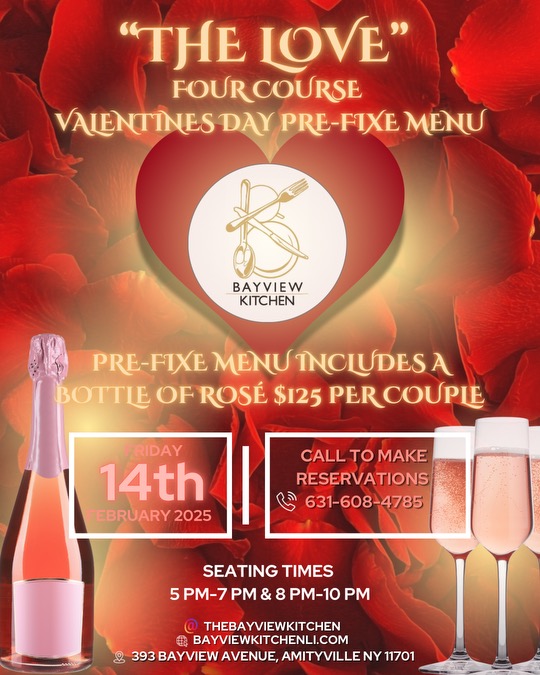 “THE LOVE”
FOUR COURSE
VALENTINES DAY PRE-FIXE MENU
BAYVIEW
KITCHEN
PRE-FIXE MENU INCLUDES A
BOTTLE OF ROSÉ $125 PER COUPLE
FRIDAY
14th
FEBRUARY 2025
CALL TO MAKE
RESERVATIONS
631-608-4785
SEATING TIMES
5 PM-7 PM & 8 PM-10 PM
THEBAYVIEWKITCHEN
BAYVIEWKITCHENLI.COM
393 BAYVIEW AVENUE, AMITYVILLE NY 11701